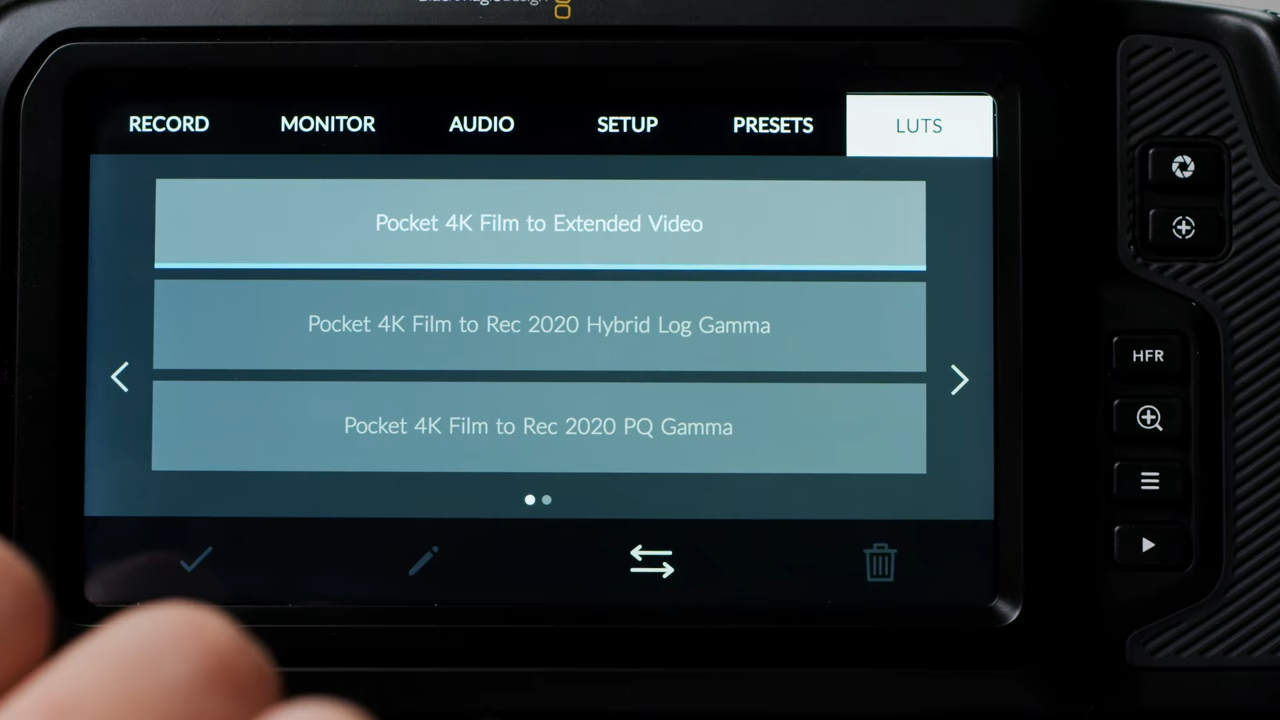 RECORD MONITOR AUDIO SETUP PRESETS LUTS
Pocket 4K Film to Extended Video
Pocket 4K Film to Rec 2020 Hybrid Log Gamma
Pocket 4K Film to Rec 2020 PQ Gamma
HFR